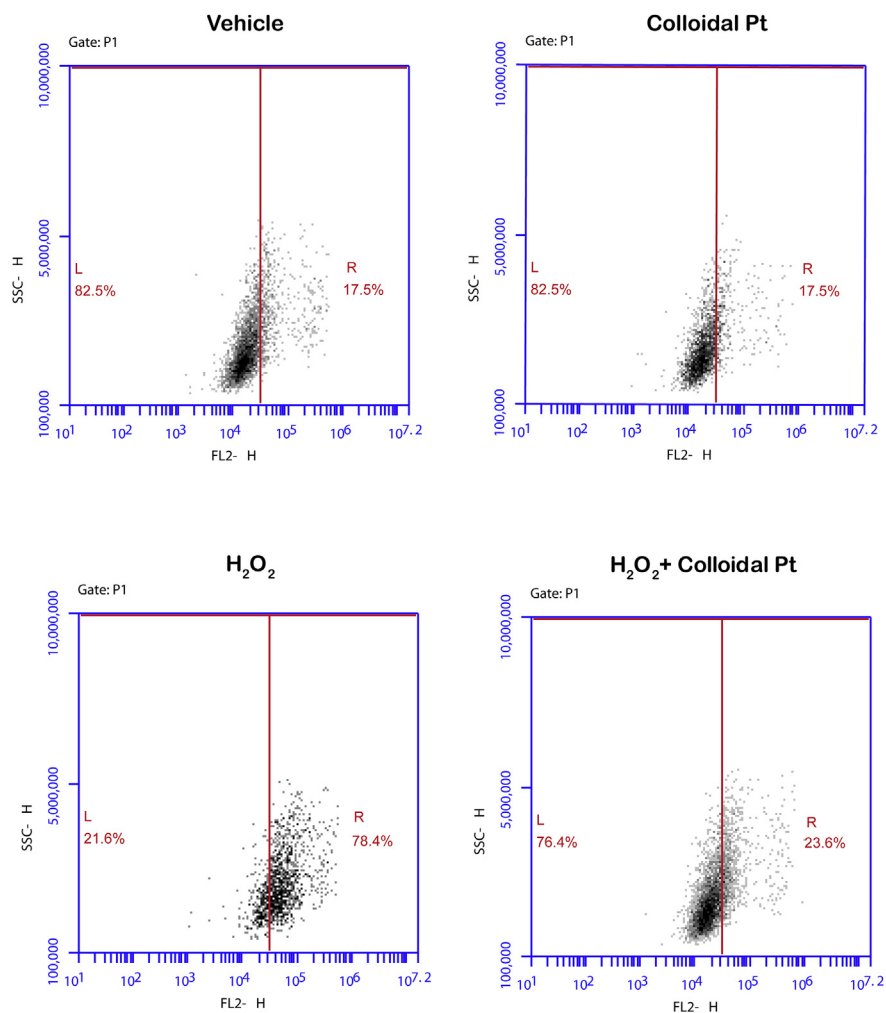 Vehicle
Gate: P1
10,000,000
5,000,000
100,000
SSC- H
L
82.5%
R
17.5%
10¹ 10² 10³ 10⁴ 10⁵ 10⁶ 10⁷·²
FL2- H
Colloidal Pt
Gate: P1
10,000,000
5,000,000
100,000
SSC- H
L
82.5%
R
17.5%
10¹ 10² 10³ 10⁴ 10⁵ 10⁶ 10⁷·²
FL2- H
H₂O₂
Gate: P1
10,000,000
5,000,000
100,000
SSC- H
L
21.6%
R
78.4%
10¹ 10² 10³ 10⁴ 10⁵ 10⁶ 10⁷·²
FL2- H
H₂O₂+ Colloidal Pt
Gate: P1
10,000,000
5,000,000
100,000
SSC- H
L
76.4%
R
23.6%
10¹ 10² 10³ 10⁴ 10⁵ 10⁶ 10⁷·²
FL2- H